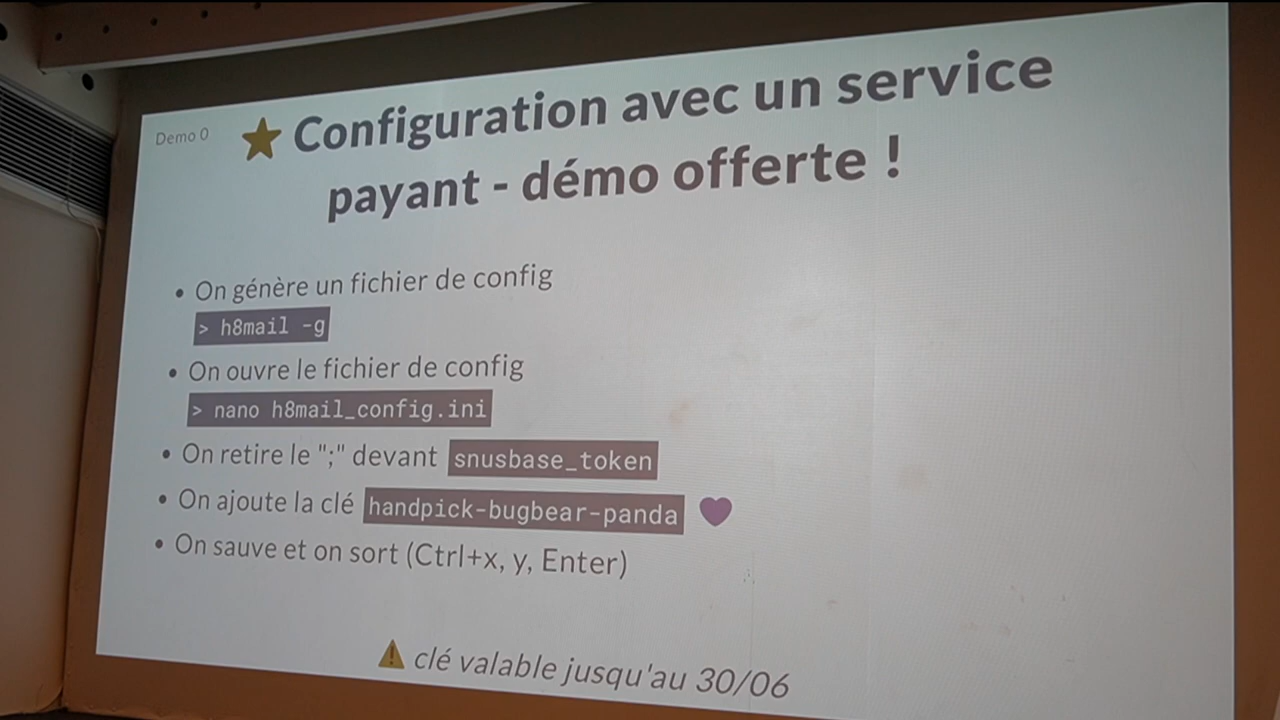 Demo 0
Configuration avec un service
payant - démo offerte !
On génère un fichier de config
> h8mail -g
On ouvre le fichier de config
> nano h8mail_config.ini
On retire le ";" devant snusbase_token
On ajoute la clé handpick-bugbear-panda
On sauve et on sort (Ctrl+x, y, Enter)
clé valable jusqu'au 30/06